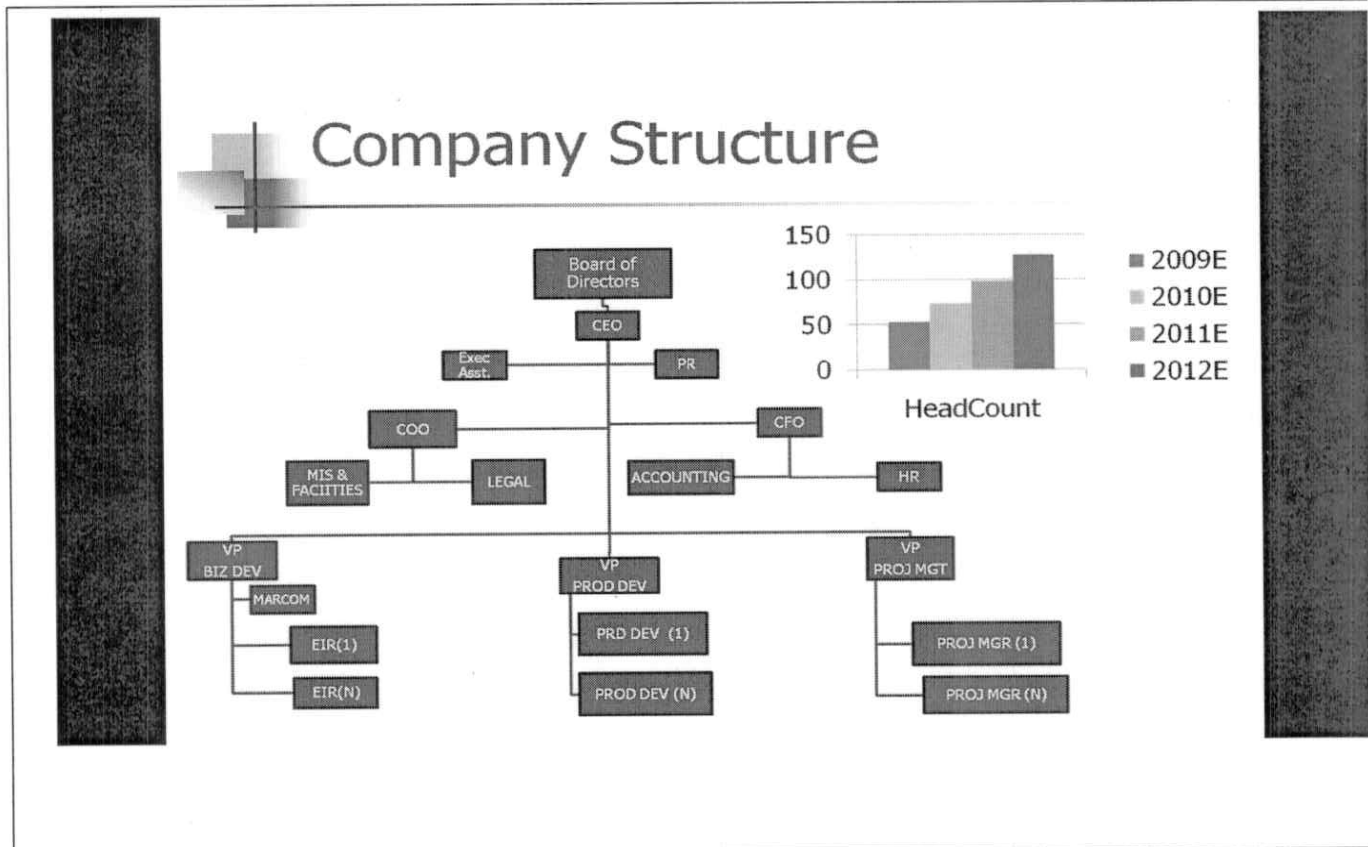 Company Structure
150
100
50
0
HeadCount
2009E
2010E
2011E
2012E
Board of
Directors
CEO
Exec
Asst.
PR
COO
CFO
MIS &
FACIITIES
LEGAL
ACCOUNTING
HR
VP
BIZ DEV
VP
PROD DEV
VP
PROJ MGT
MARCOM
EIR(1)
EIR(N)
PRD DEV (1)
PROD DEV (N)
PROJ MGR (1)
PROJ MGR (N)